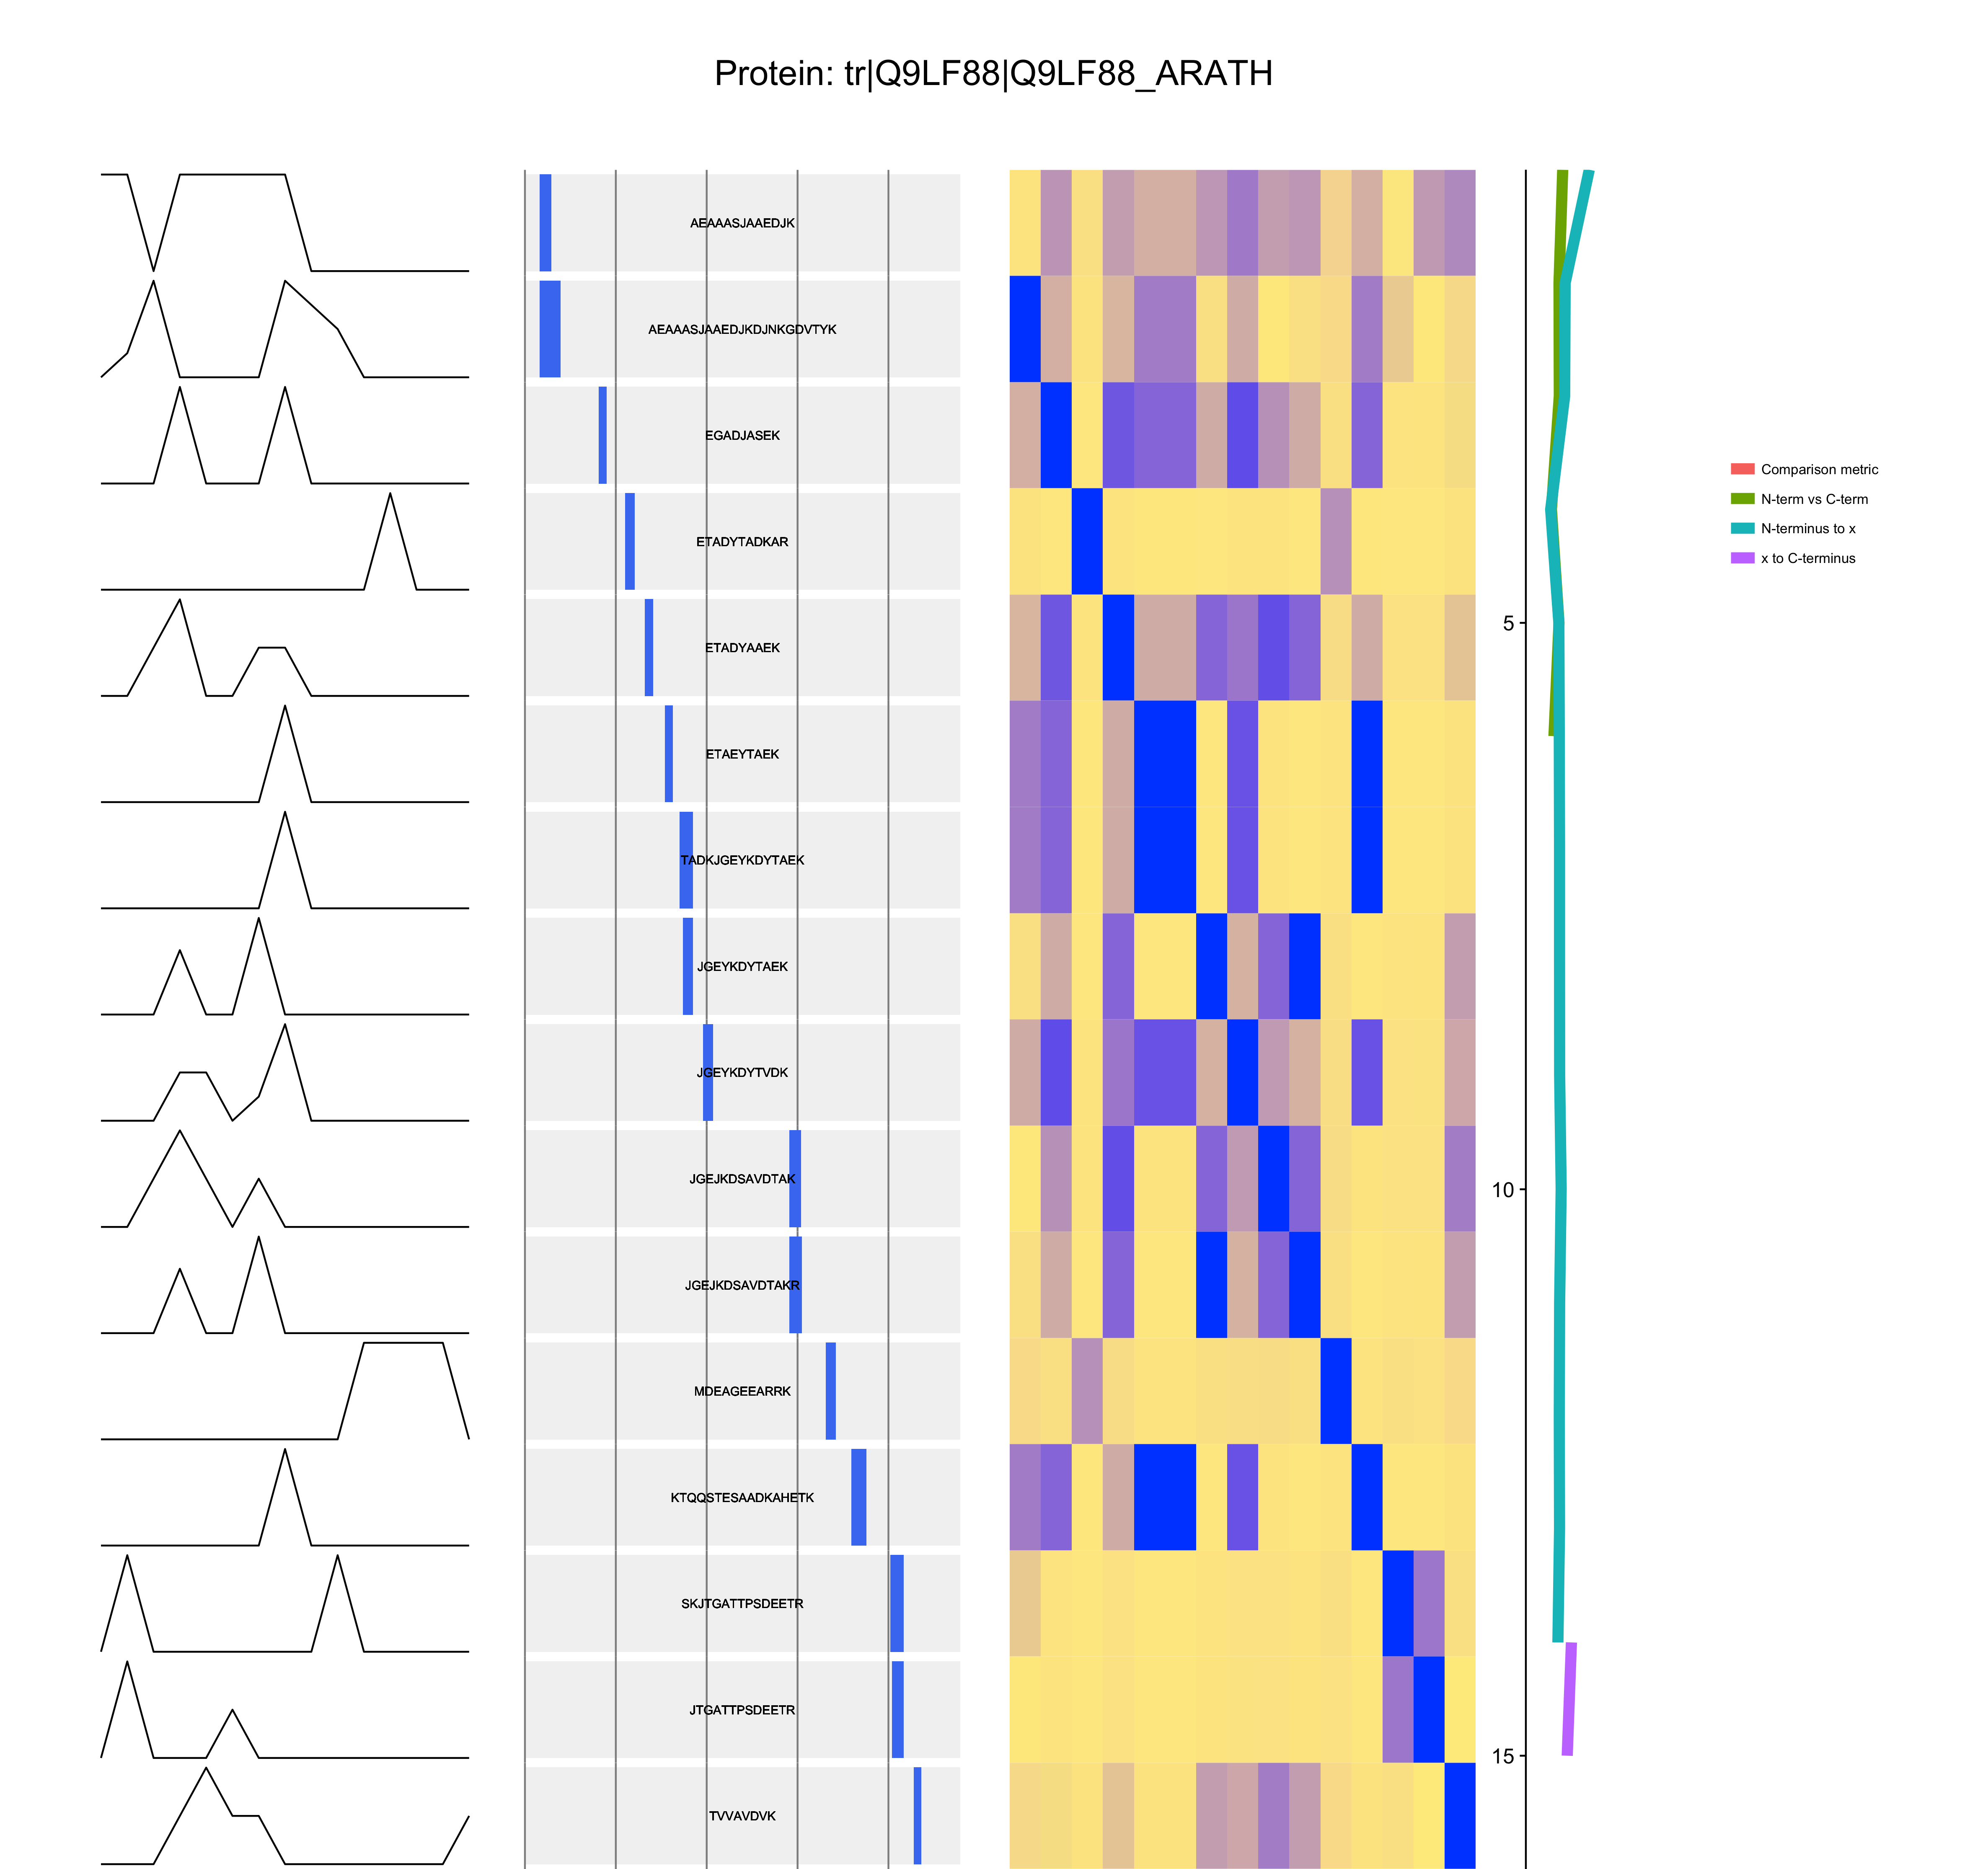 Protein: tr|Q9LF88|Q9LF88_ARATH
AEAAASJAAEDJK
AEAAASJAAEDJKDJNKGDVTYK
EGADJASEK
ETADYTADKAR
ETADYAAEK
ETAEYTAEK
TADKJGEYKDYTAEK
JGEYKDYTAEK
JGEYKDYTVDK
JGEJKDSAVDTAK
JGEJKDSAVDTAKR
MDEAGEEARRK
KTQQSTESAADKAHETK
SKJTGATTPSDEETR
JTGATTPSDEETR
TVVAVDVK
5
10
15
Comparison metric
N-term vs C-term
N-terminus to x
x to C-terminus